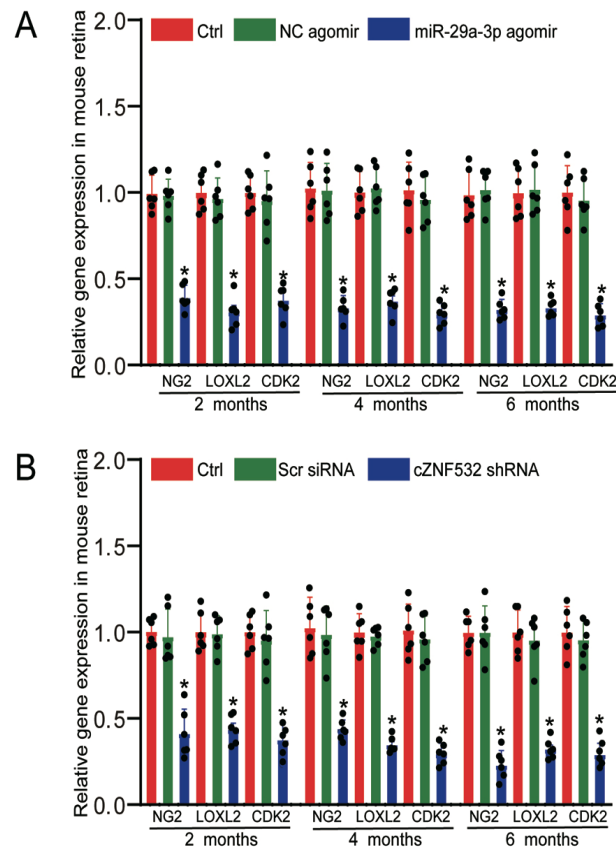 A
Ctrl NC agomir miR-29a-3p agomir
Relative gene expression in mouse retina
2.0
1.5
1.0
0.5
0.0
* * * * * * * * *
NG2 LOXL2 CDK2 NG2 LOXL2 CDK2 NG2 LOXL2 CDK2
2 months 4 months 6 months
B
Ctrl Scr siRNA cZNF532 shRNA
Relative gene expression in mouse retina
2.0
1.5
1.0
0.5
0.0
* * * * * * * * *
NG2 LOXL2 CDK2 NG2 LOXL2 CDK2 NG2 LOXL2 CDK2
2 months 4 months 6 months